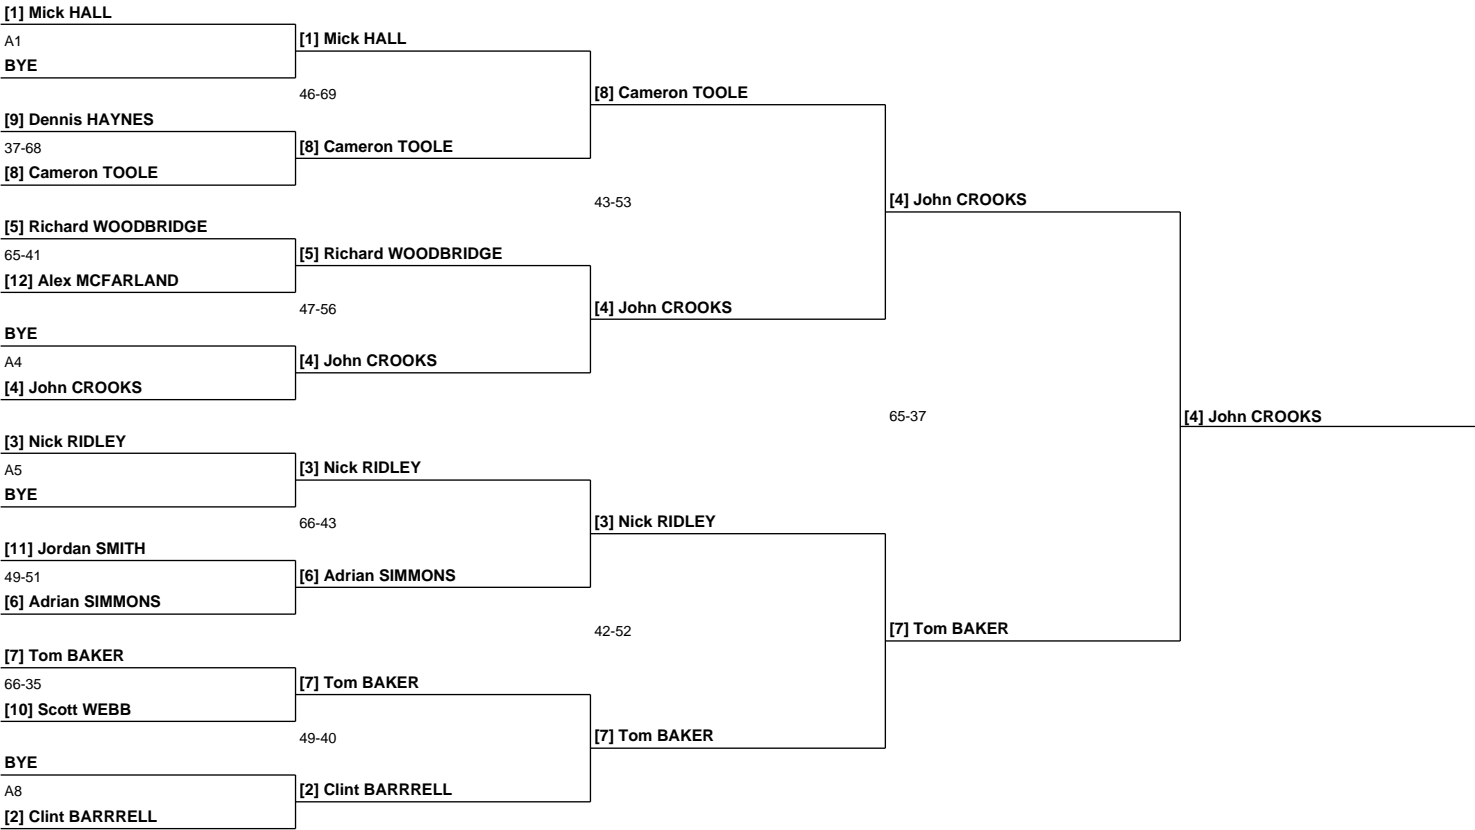 [1] Mick HALL
A1
BYE
[9] Dennis HAYNES
37-68
[8] Cameron TOOLE
[5] Richard WOODBRIDGE
65-41
[12] Alex MCFARLAND
BYE
A4
[4] John CROOKS
[3] Nick RIDLEY
A5
BYE
[11] Jordan SMITH
49-51
[6] Adrian SIMMONS
[7] Tom BAKER
66-35
[10] Scott WEBB
BYE
A8
[2] Clint BARRRELL
[1] Mick HALL
46-69
[8] Cameron TOOLE
[5] Richard WOODBRIDGE
47-56
[4] John CROOKS
[3] Nick RIDLEY
66-43
[6] Adrian SIMMONS
[7] Tom BAKER
49-40
[2] Clint BARRRELL
[8] Cameron TOOLE
43-53
[4] John CROOKS
[3] Nick RIDLEY
42-52
[7] Tom BAKER
[4] John CROOKS
65-37
[7] Tom BAKER
[4] John CROOKS